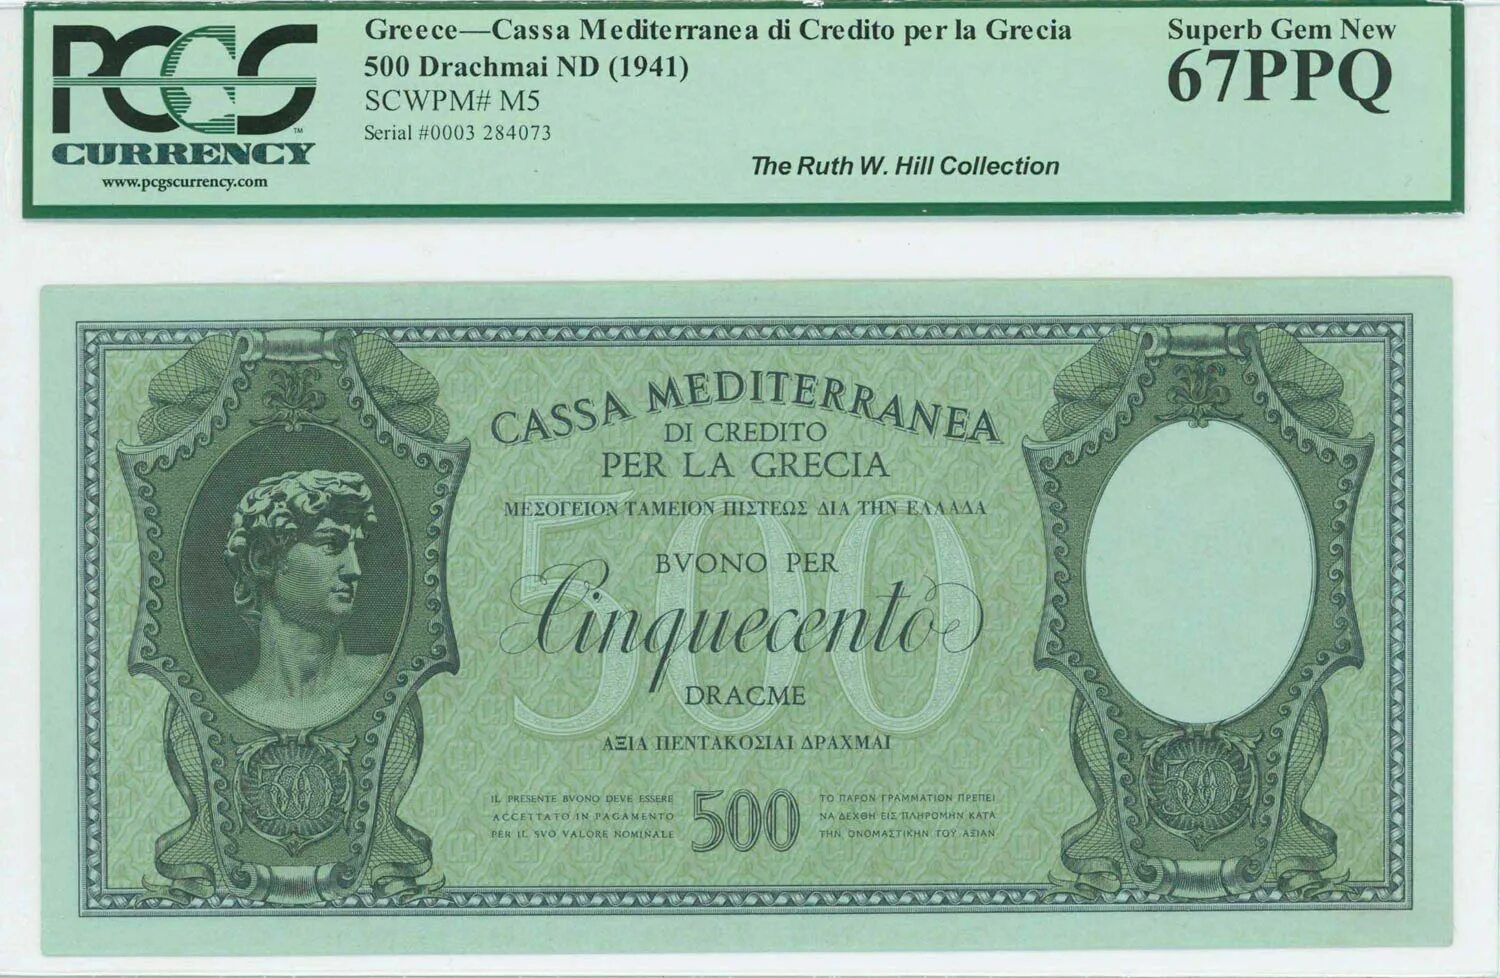 PCGS
™
CURRENCY
www.pcgscurrency.com
Greece—Cassa Mediterranea di Credito per la Grecia
500 Drachmai ND (1941)
SCWPM# M5
Serial #0003 284073
The Ruth W. Hill Collection
Superb Gem New
67PPQ
CASSA MEDITERRANEA
DI CREDITO
PER LA GRECIA
ΜΕΣΟΓΕΙΟΝ ΤΑΜΕΙΟΝ ΠΙΣΤΕΩΣ ΔΙΑ ΤΗΝ ΕΛΛΑΔΑ
500
BVONO PER
Cinquecento
DRACME
ΑΞΙΑ ΠΕΝΤΑΚΟΣΙΑΙ ΔΡΑΧΜΑΙ
IL PRESENTE BVONO DEVE ESSERE
ACCETTATO IN PAGAMENTO
PER IL SVO VALORE NOMINALE
500
ΤΟ ΠΑΡΟΝ ΓΡΑΜΜΑΤΙΟΝ ΠΡΕΠΕΙ
ΝΑ ΔΕΧΘΗ ΕΙΣ ΠΛΗΡΩΜΗΝ ΚΑΤΑ
ΤΗΝ ΟΝΟΜΑΣΤΙΚΗΝ ΤΟΥ ΑΞΙΑΝ
500
500